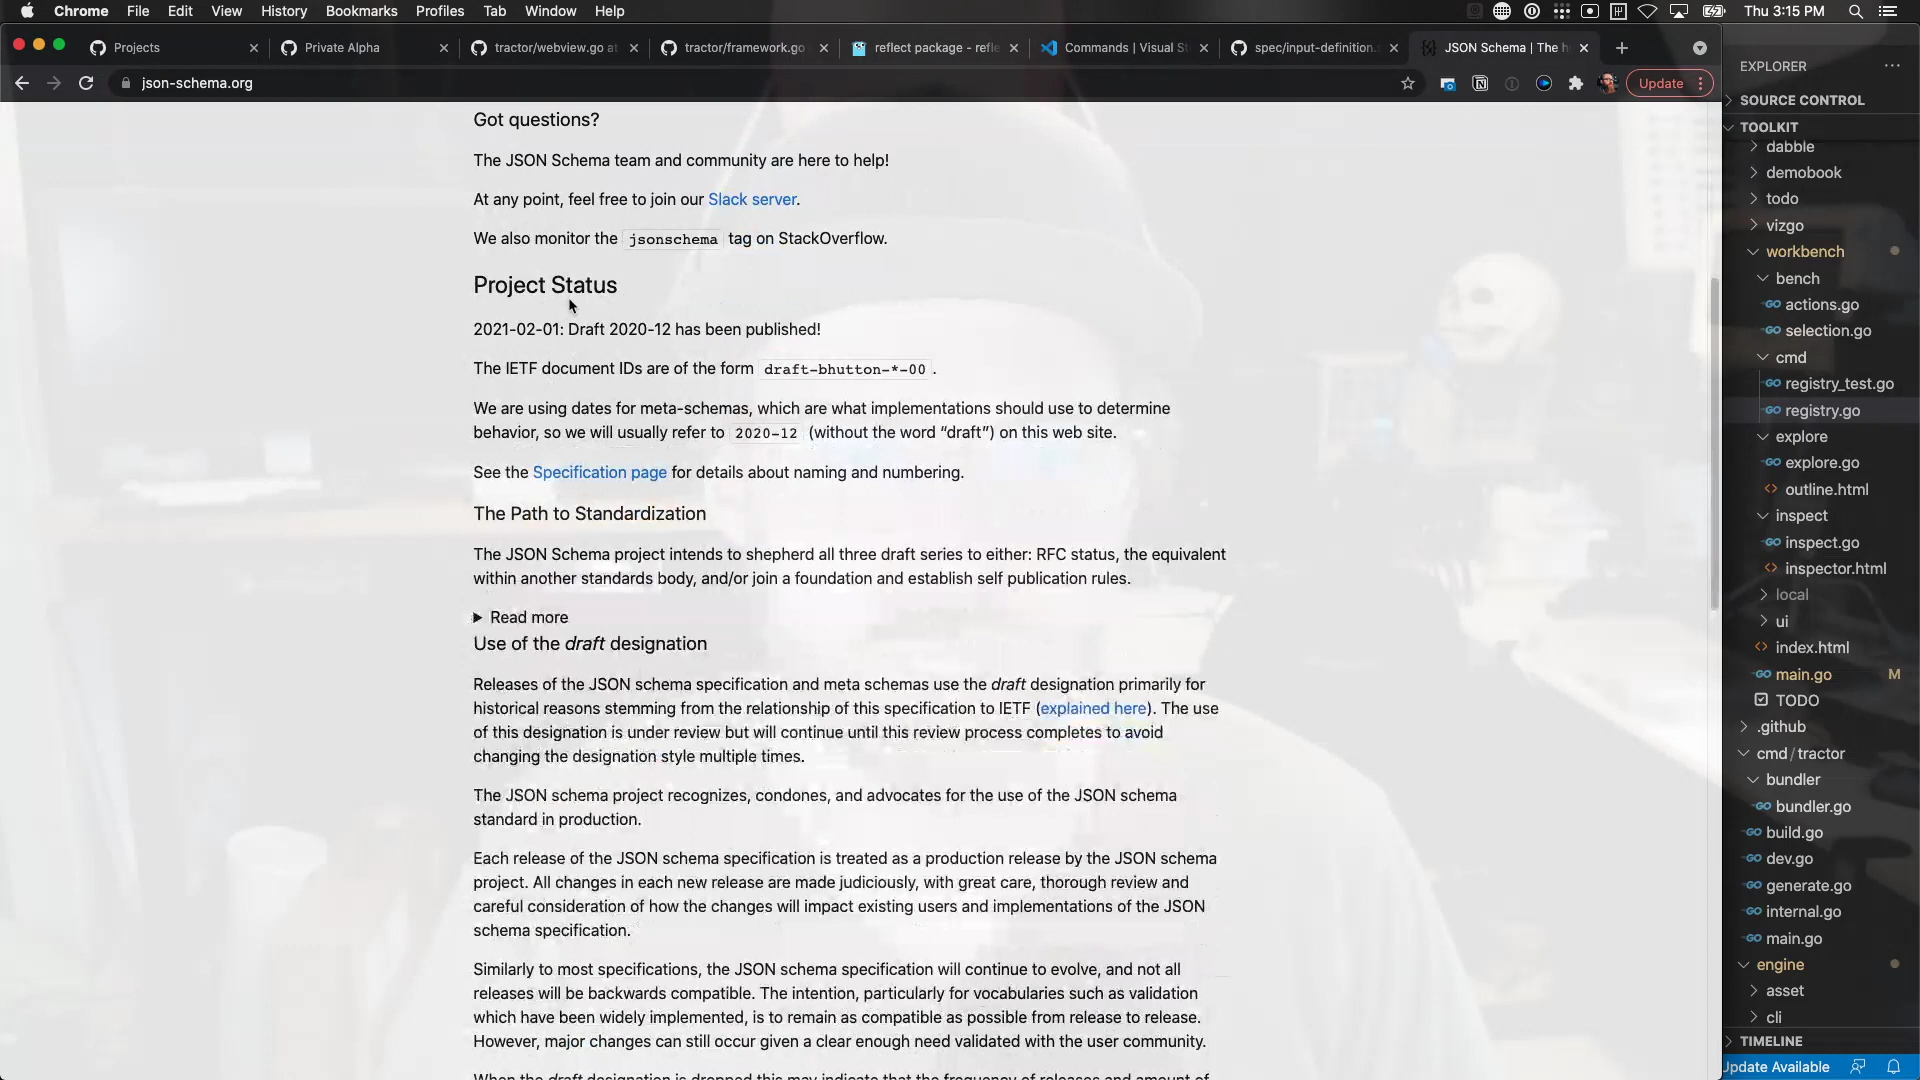 Chrome File Edit View History Bookmarks Profiles Tab Window Help Thu 3:15 PM
Projects Private Alpha tractor/webview.go at tractor/framework.go reflect package - refle Commands | Visual St spec/input-definition. JSON Schema | The h
json-schema.org Update
Got questions?
The JSON Schema team and community are here to help!
At any point, feel free to join our Slack server.
We also monitor the jsonschema tag on StackOverflow.
Project Status
2021-02-01: Draft 2020-12 has been published!
The IETF document IDs are of the form draft-bhutton-*-00 .
We are using dates for meta-schemas, which are what implementations should use to determine
behavior, so we will usually refer to 2020-12 (without the word “draft”) on this web site.
See the Specification page for details about naming and numbering.
The Path to Standardization
The JSON Schema project intends to shepherd all three draft series to either: RFC status, the equivalent
within another standards body, and/or join a foundation and establish self publication rules.
Read more
Use of the draft designation
Releases of the JSON schema specification and meta schemas use the draft designation primarily for
historical reasons stemming from the relationship of this specification to IETF (explained here). The use
of this designation is under review but will continue until this review process completes to avoid
changing the designation style multiple times.
The JSON schema project recognizes, condones, and advocates for the use of the JSON schema
standard in production.
Each release of the JSON schema specification is treated as a production release by the JSON schema
project. All changes in each new release are made judiciously, with great care, thorough review and
careful consideration of how the changes will impact existing users and implementations of the JSON
schema specification.
Similarly to most specifications, the JSON schema specification will continue to evolve, and not all
releases will be backwards compatible. The intention, particularly for vocabularies such as validation
which have been widely implemented, is to remain as compatible as possible from release to release.
However, major changes can still occur given a clear enough need validated with the user community.
When the draft designation is dropped this may indicate that the frequency of releases and amount of
EXPLORER
SOURCE CONTROL
TOOLKIT
dabble
demobook
todo
vizgo
workbench
bench
actions.go
selection.go
cmd
registry_test.go
registry.go
explore
explore.go
outline.html
inspect
inspect.go
inspector.html
local
ui
index.html
main.go M
TODO
.github
cmd/tractor
bundler
bundler.go
build.go
dev.go
generate.go
internal.go
main.go
engine
asset
cli
TIMELINE
Update Available